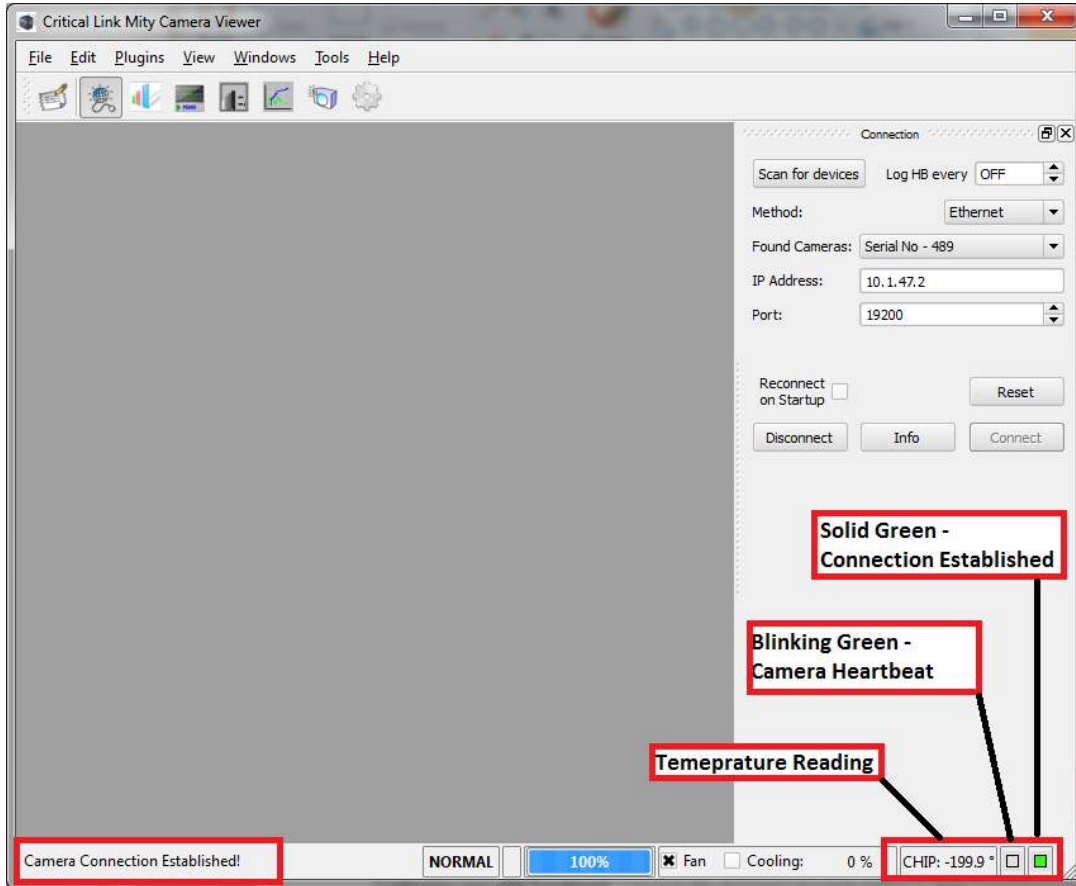 Critical Link Mity Camera Viewer
File Edit Plugins View Windows Tools Help
Connection
Scan for devices Log HB every OFF
Method: Ethernet
Found Cameras: Serial No - 489
IP Address: 10.1.47.2
Port: 19200
Reconnect
on Startup
Reset
Disconnect Info Connect
Solid Green -
Connection Established
Blinking Green -
Camera Heartbeat
Temeprature Reading
Camera Connection Established! NORMAL 100% Fan Cooling: 0 % CHIP: -199.9 °